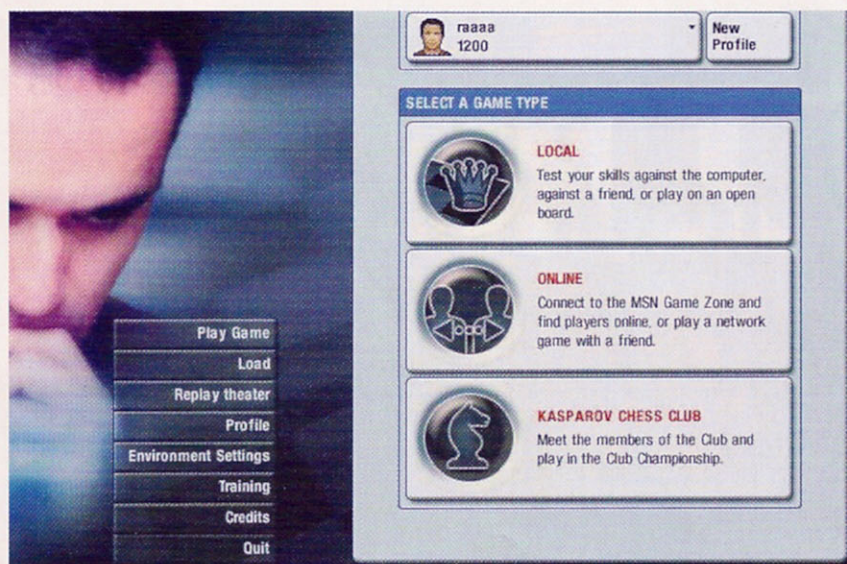 raaaa
1200
New
Profile
SELECT A GAME TYPE
LOCAL
Test your skills against the computer,
against a friend, or play on an open
board.
ONLINE
Connect to the MSN Game Zone and
find players online, or play a network
game with a friend.
KASPAROV CHESS CLUB
Meet the members of the Club and
play in the Club Championship.
Play Game
Load
Replay theater
Profile
Environment Settings
Training
Credits
Quit